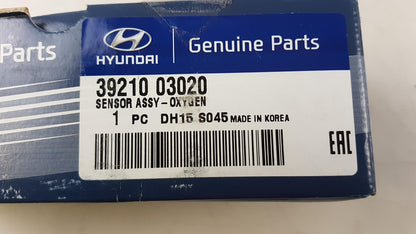 Parts
HYUNDAI
Genuine Parts
39210 03020
SENSOR ASSY-OXYGEN
1 PC DH15 S045 MADE IN KOREA
EAC